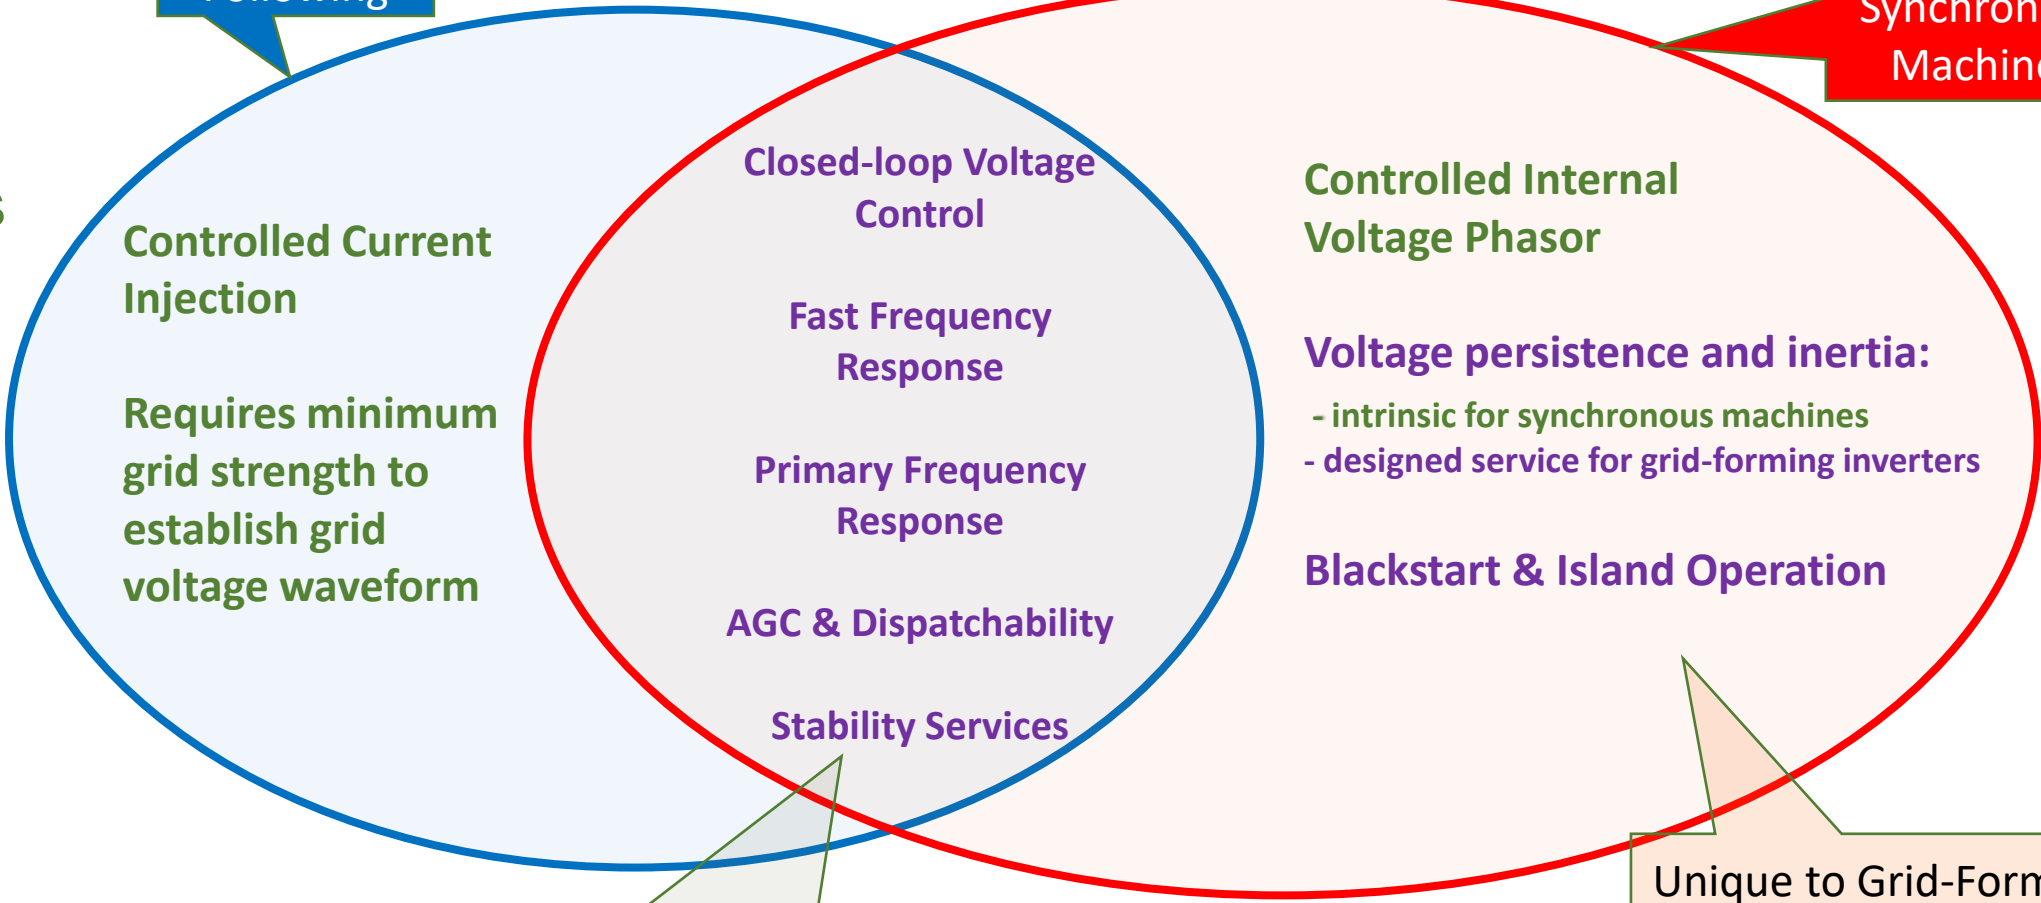 Following
Machine
Closed-loop Voltage
Control
Fast Frequency
Response
Primary Frequency
Response
AGC & Dispatchability
Stability Services
Controlled Current
Injection
Requires minimum
grid strength to
establish grid
voltage waveform
Controlled Internal
Voltage Phasor
Voltage persistence and inertia:
- intrinsic for synchronous machines
- designed service for grid-forming inverters
Blackstart & Island Operation
Unique to Grid-Form